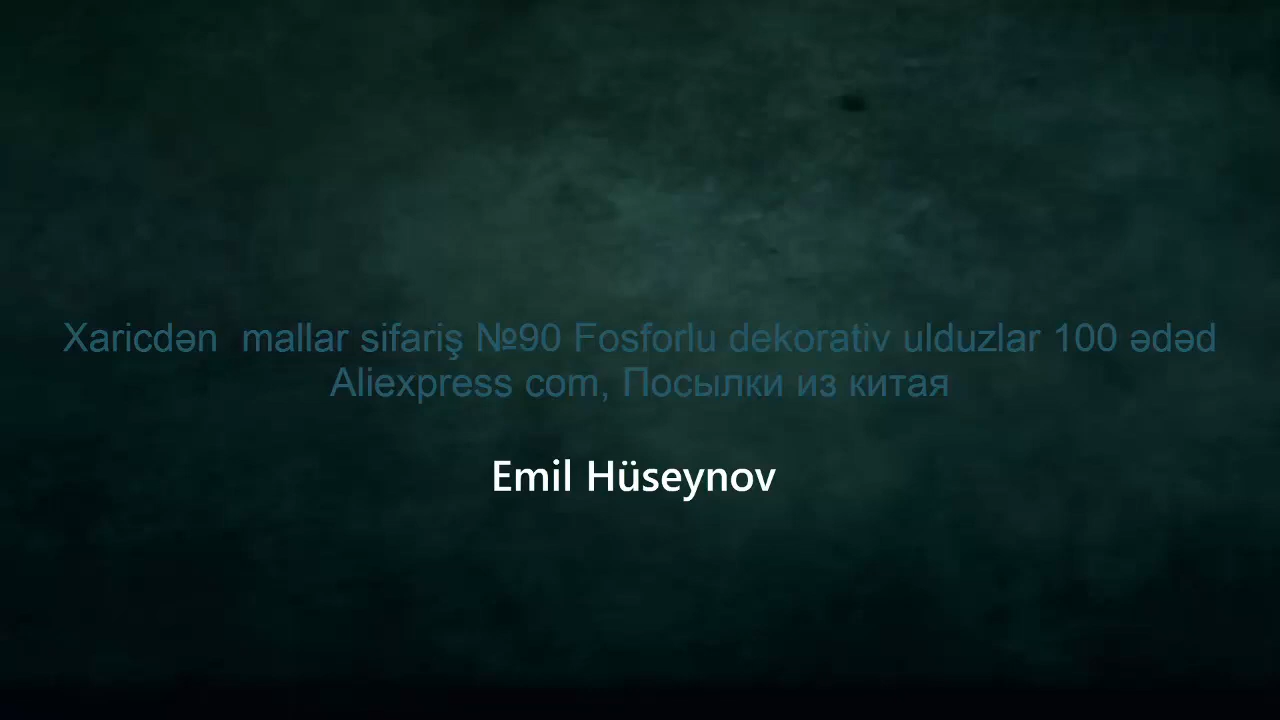 Xaricdən  mallar sifariş №90 Fosforlu dekorativ ulduzlar 100 ədəd
Aliexpress com, Посылки из китая
Emil Hüseynov